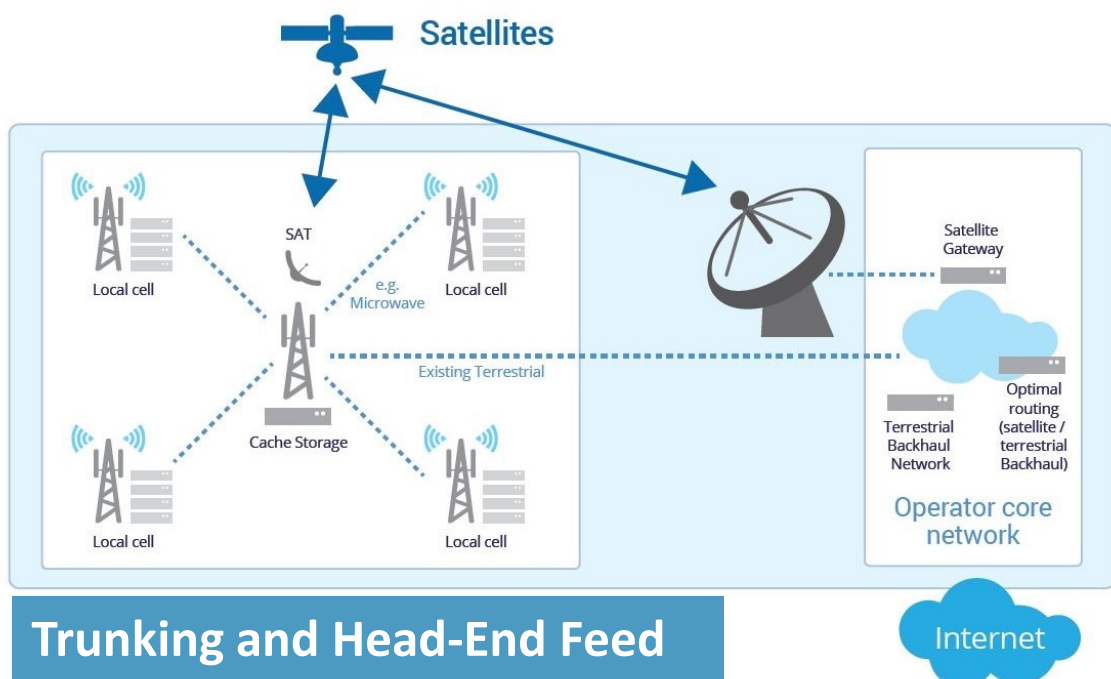 Satellites
Local cell
SAT
e.g.
Microwave
Local cell
Satellite
Gateway
Existing Terrestrial
Cache Storage
Local cell
Local cell
Terrestrial
Backhaul
Network
Optimal
routing
(satellite /
terrestrial
Backhaul)
Operator core
network
Trunking and Head-End Feed
Internet